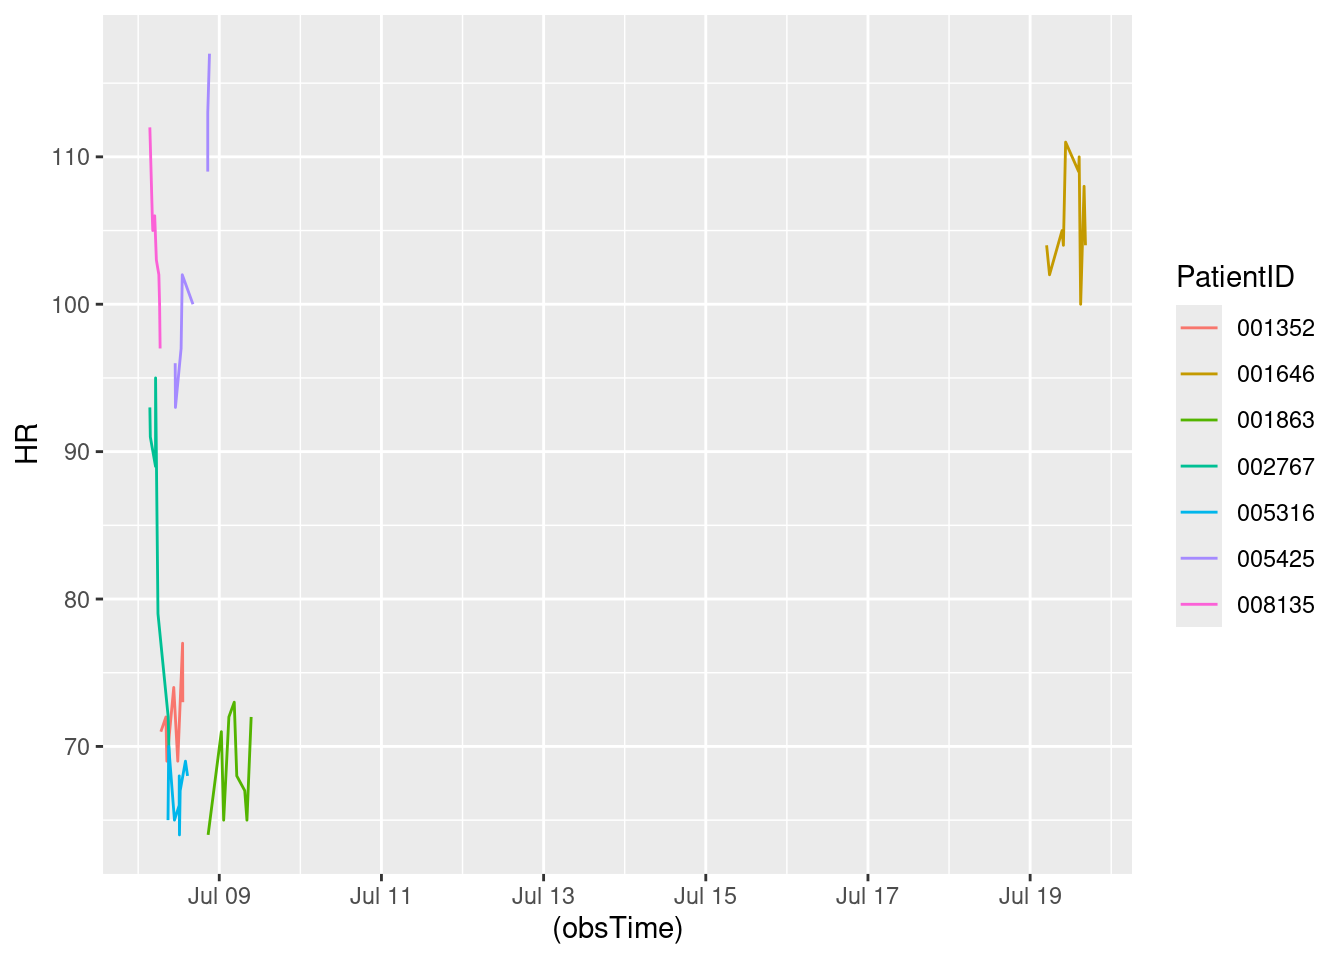 HR
110
100
90
80
70
Jul 09
Jul 11
Jul 13
Jul 15
Jul 17
Jul 19
(obsTime)
PatientID
001352
001646
001863
002767
005316
005425
008135